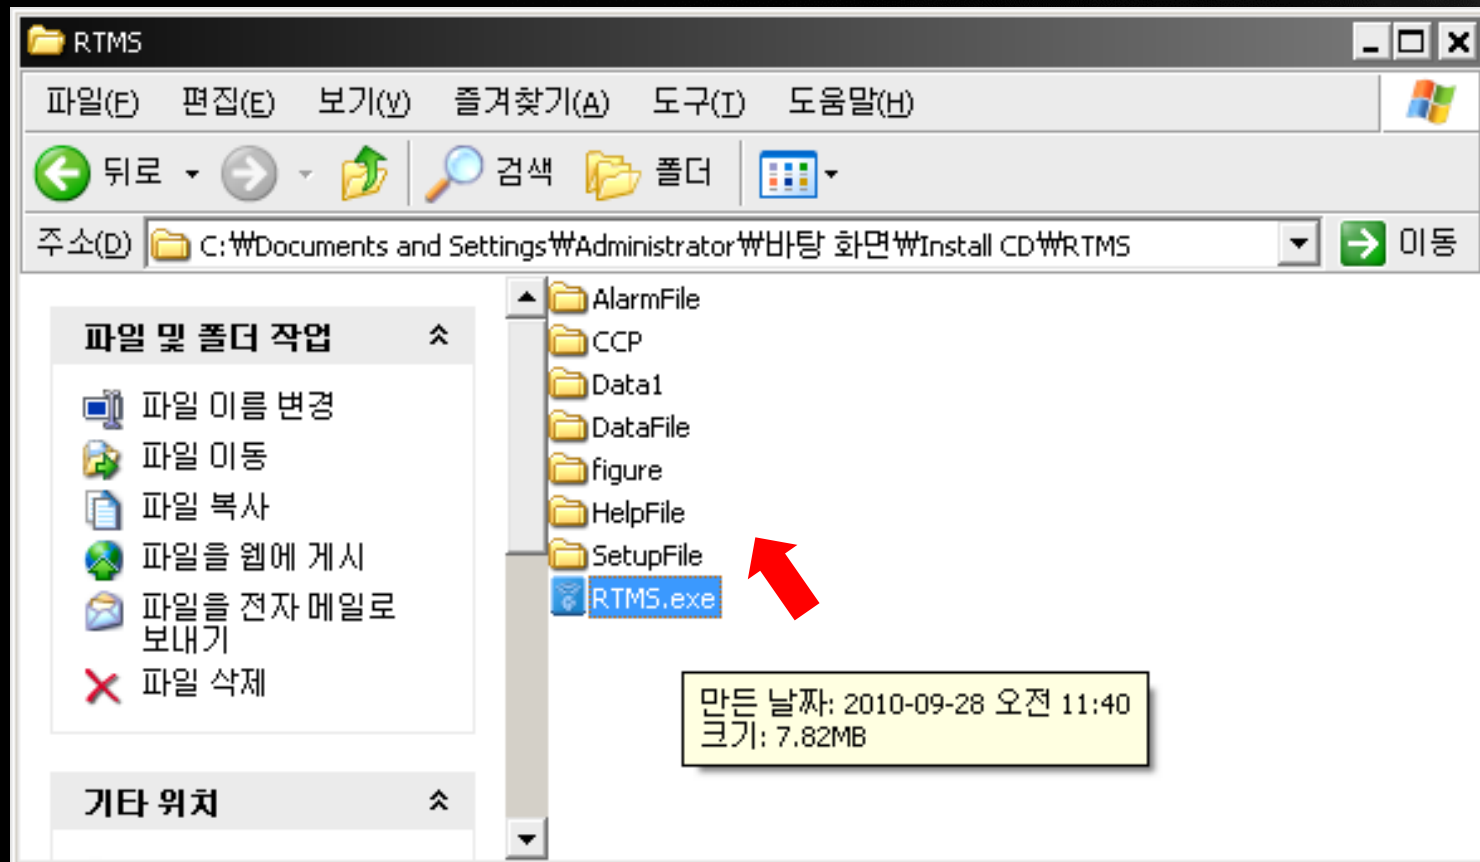 RTMS
파일(F) 편집(E) 보기(V) 즐겨찾기(A) 도구(T) 도움말(H)
뒤로 검색 폴더
주소(D) C:₩Documents and Settings₩Administrator₩바탕 화면₩Install CD₩RTMS 이동
파일 및 폴더 작업
파일 이름 변경
파일 이동
파일 복사
파일을 웹에 게시
파일을 전자 메일로
보내기
파일 삭제
기타 위치
AlarmFile
CCP
Data1
DataFile
figure
HelpFile
SetupFile
RTMS.exe
만든 날짜: 2010-09-28 오전 11:40
크기: 7.82MB